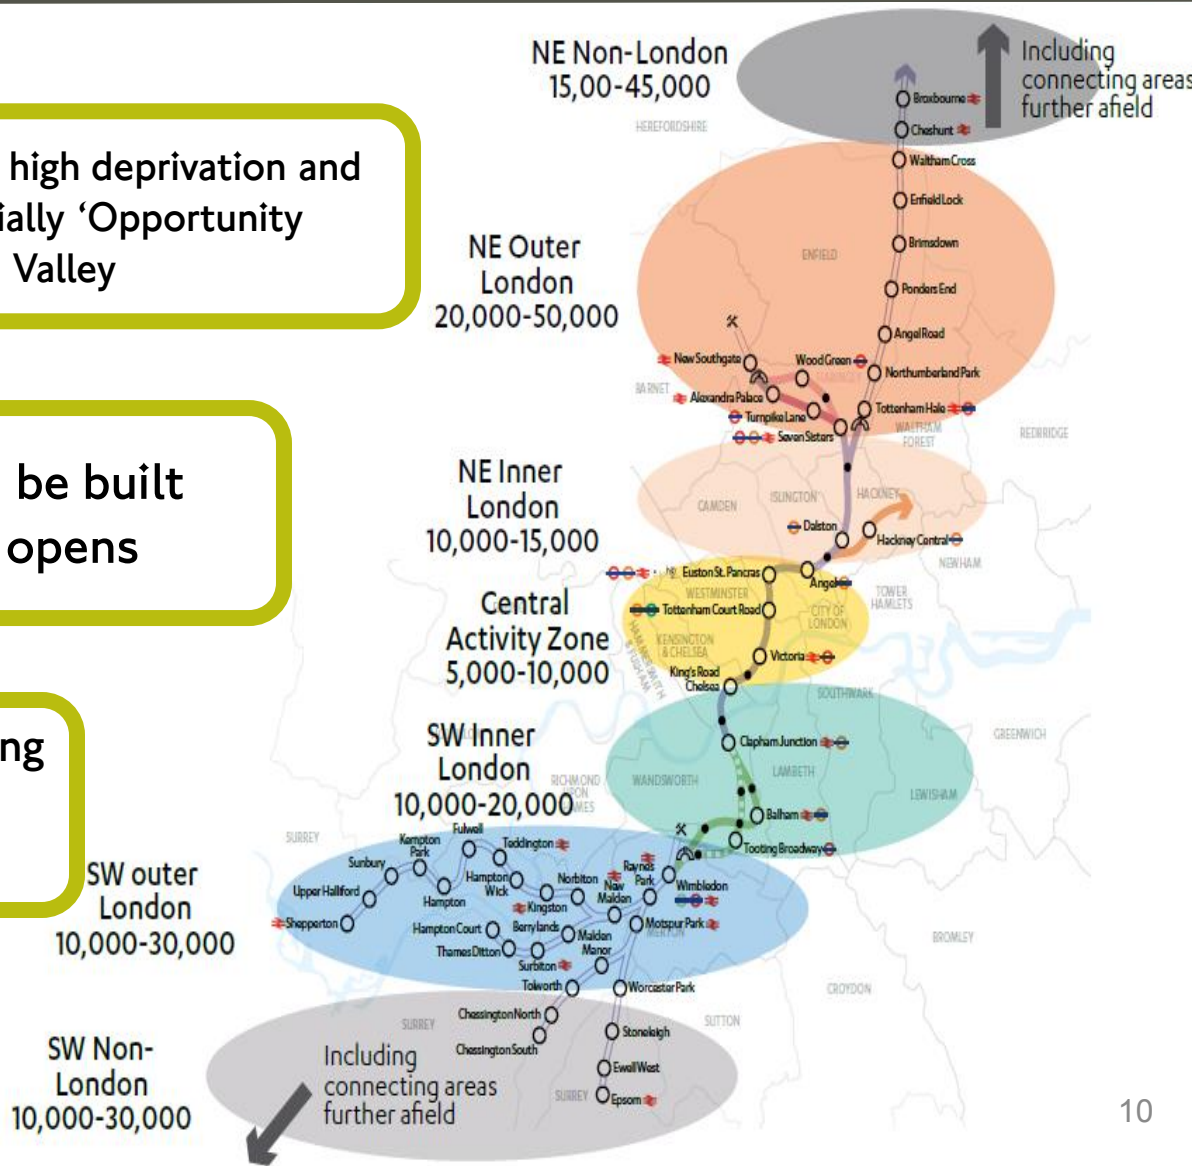 NE Non-London
15,00-45,000
Including
connecting areas
further afield
Broxbourne
Cheshunt
HEREFORDSHIRE
high deprivation and
ially ‘Opportunity
Valley
Waltham Cross
Enfield Lock
NE Outer
London
20,000-50,000
ENFIELD
Brimsdown
Ponders End
Angel Road
New Southgate
Wood Green
Northumberland Park
BARNET
HARINGEY
Alexandra Palace
Turnpike Lane
Tottenham Hale
Seven Sisters
WALTHAM
FOREST
REDBRIDGE
be built
opens
NE Inner
London
10,000-15,000
CAMDEN
ISLINGTON
HACKNEY
Dalston
Hackney Central
NEWHAM
Euston St. Pancras
Angel
WESTMINSTER
TOWER
HAMLETS
Central
Activity Zone
5,000-10,000
Tottenham Court Road
CITY OF
LONDON
KENSINGTON
& CHELSEA
HAMMERSMITH
& FULHAM
Victoria
King's Road
Chelsea
SOUTHWARK
ng
SW Inner
London
10,000-20,000
Clapham Junction
GREENWICH
RICHMOND
UPON
THAMES
WANDSWORTH
LAMBETH
LEWISHAM
Balham
Tooting Broadway
SURREY
SW outer
London
10,000-30,000
Fulwell
Kempton
Park
Teddington
Sunbury
Hampton
Wick
Norbiton
New
Malden
Raynes
Park
Wimbledon
Upper Halliford
Hampton
Kingston
Shepperton
Hampton Court
Berrylands
Malden
Manor
Motspur Park
MERTON
Thames Ditton
Surbiton
BROMLEY
Tolworth
Worcester Park
CROYDON
Chessington North
SURREY
SUTTON
Chessington South
Stoneleigh
SW Non-
London
10,000-30,000
Including
connecting areas
further afield
Ewell West
SURREY
Epsom
10